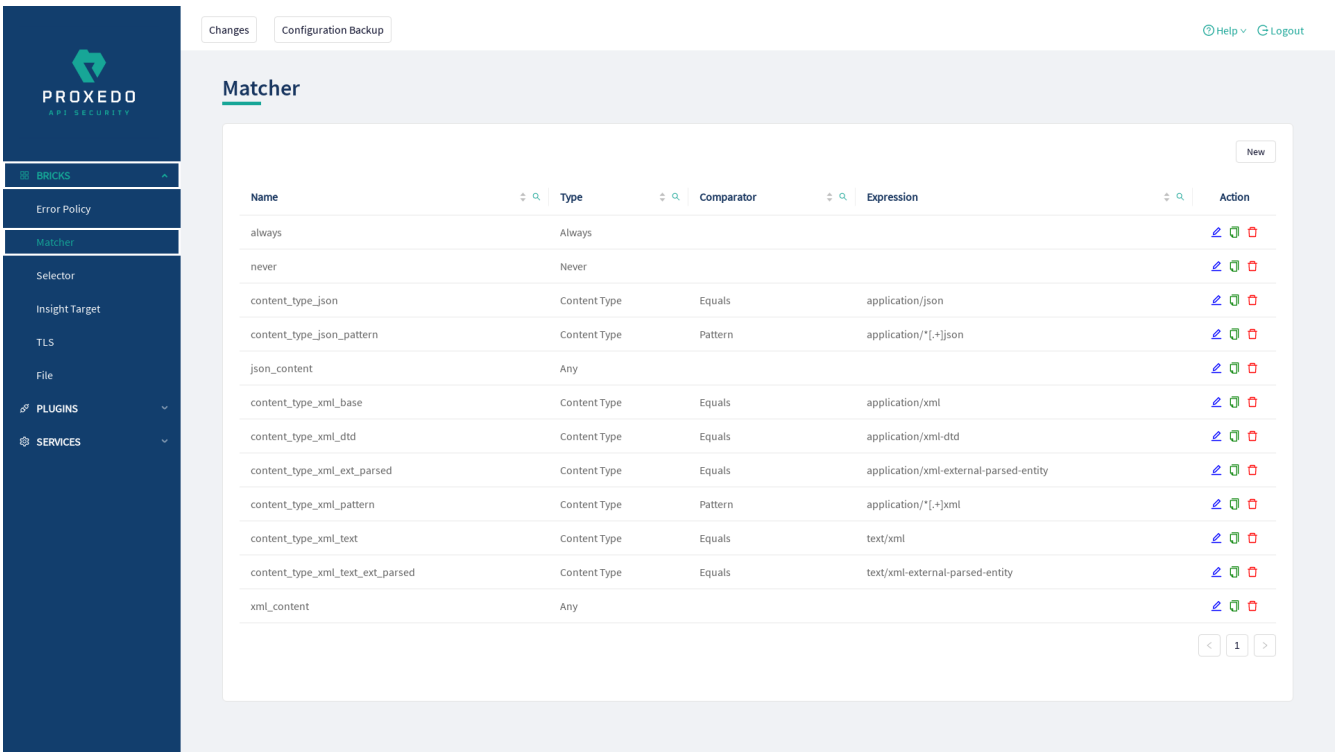 Changes Configuration Backup Help Logout
PROXEDO
API SECURITY
Matcher
New
BRICKS
Error Policy
Matcher
Selector
Insight Target
TLS
File
PLUGINS
SERVICES
Name Type Comparator Expression Action
always Always
never Never
content_type_json Content Type Equals application/json
content_type_json_pattern Content Type Pattern application/*[.+]json
json_content Any
content_type_xml_base Content Type Equals application/xml
content_type_xml_dtd Content Type Equals application/xml-dtd
content_type_xml_ext_parsed Content Type Equals application/xml-external-parsed-entity
content_type_xml_pattern Content Type Pattern application/*[.+]xml
content_type_xml_text Content Type Equals text/xml
content_type_xml_text_ext_parsed Content Type Equals text/xml-external-parsed-entity
xml_content Any
< 1 >